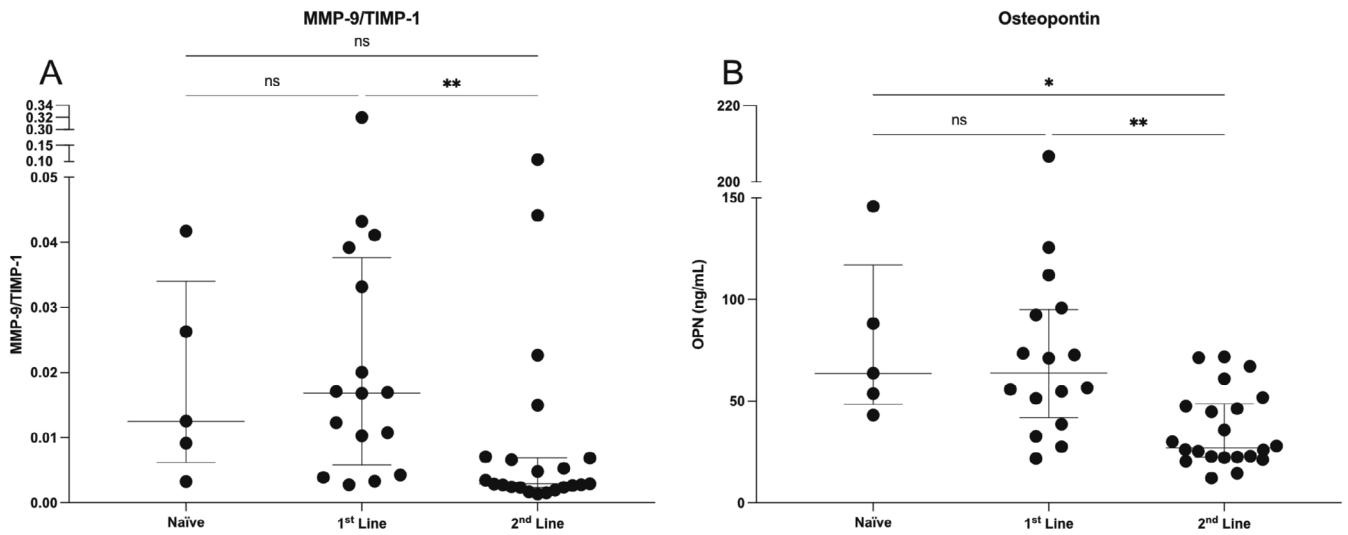 MMP-9/TIMP-1
ns
A
ns
**
0.34
0.32
0.30
0.15
0.10
0.05
0.04
0.03
0.02
0.01
0.00
MMP-9/TIMP-1
Naïve
1st Line
2nd Line
Osteopontin
B
*
ns
**
220
200
150
100
50
0
OPN (ng/mL)
Naïve
1st Line
2nd Line